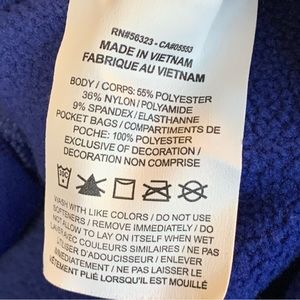 RN#56323 - CA#05553
MADE IN VIETNAM
FABRIQUE AU VIETNAM
BODY / CORPS: 55% POLYESTER
36% NYLON / POLYAMIDE
9% SPANDEX / ELASTHANNE
POCKET BAGS / COMPARTIMENTS DE
POCHE: 100% POLYESTER
EXCLUSIVE OF DECORATION /
DECORATION NON COMPRISE
WASH WITH LIKE COLORS / DO NOT USE
SOFTENERS / REMOVE IMMEDIATELY / DO
NOT ALLOW TO LAY ON ITSELF WHEN WET
LAVER AVEC COULEURS SIMILAIRES / NE PAS
UTILISER D'ADOUCISSEUR / ENLEVER
IMMÉDIATEMENT / NE PAS LAISSER LE
VÊTEMENT PLIÉ LORSQU'IL EST MOUILLÉ